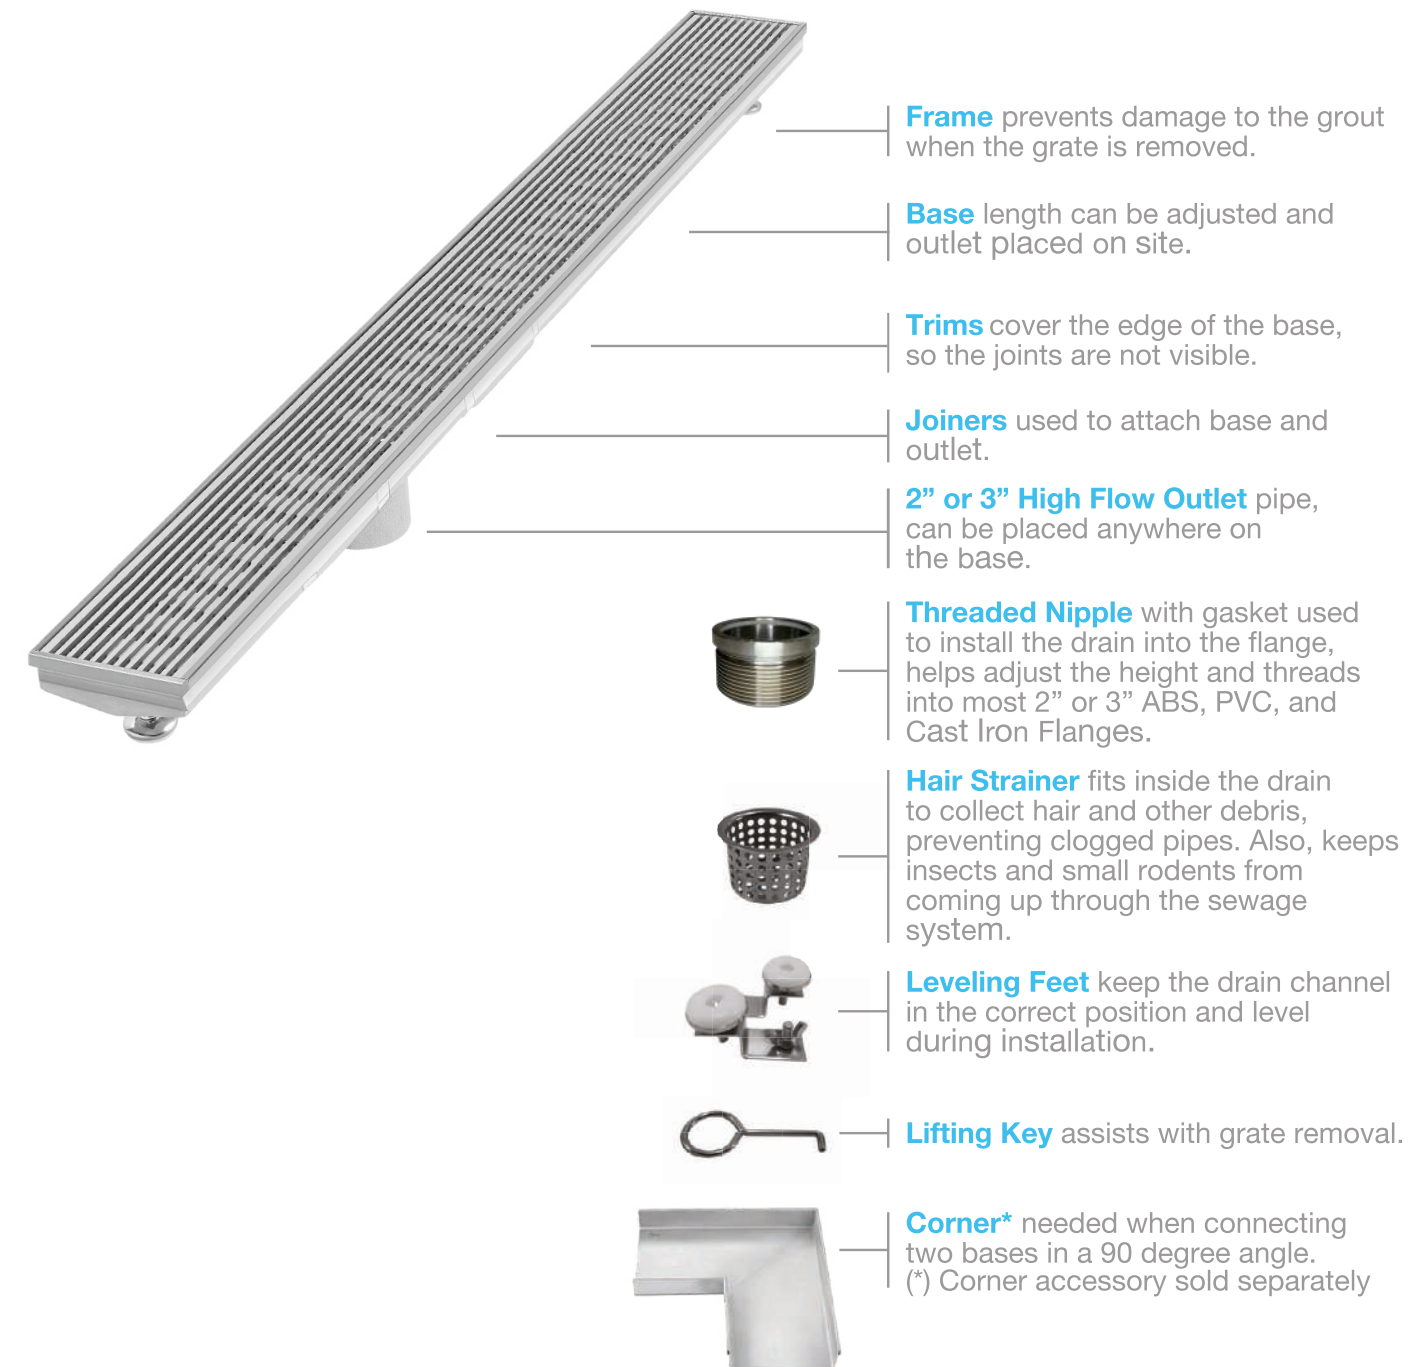 Frame prevents damage to the grout
when the grate is removed.
Base length can be adjusted and
outlet placed on site.
Trims cover the edge of the base,
so the joints are not visible.
Joiners used to attach base and
outlet.
2” or 3” High Flow Outlet pipe,
can be placed anywhere on
the base.
Threaded Nipple with gasket used
to install the drain into the flange,
helps adjust the height and threads
into most 2” or 3” ABS, PVC, and
Cast Iron Flanges.
Hair Strainer fits inside the drain
to collect hair and other debris,
preventing clogged pipes. Also, keeps
insects and small rodents from
coming up through the sewage
system.
Leveling Feet keep the drain channel
in the correct position and level
during installation.
Lifting Key assists with grate removal.
Corner* needed when connecting
two bases in a 90 degree angle.
(*) Corner accessory sold separately